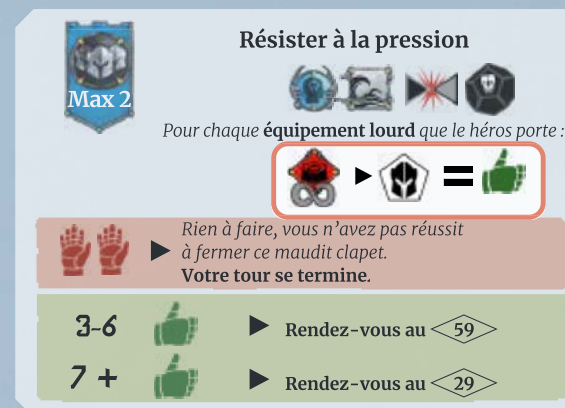 Résister à la pression
Max 2
Pour chaque équipement lourd que le héros porte :
=
Rien à faire, vous n’avez pas réussit
à fermer ce maudit clapet.
Votre tour se termine.
3-6 Rendez-vous au 59
7 + Rendez-vous au 29